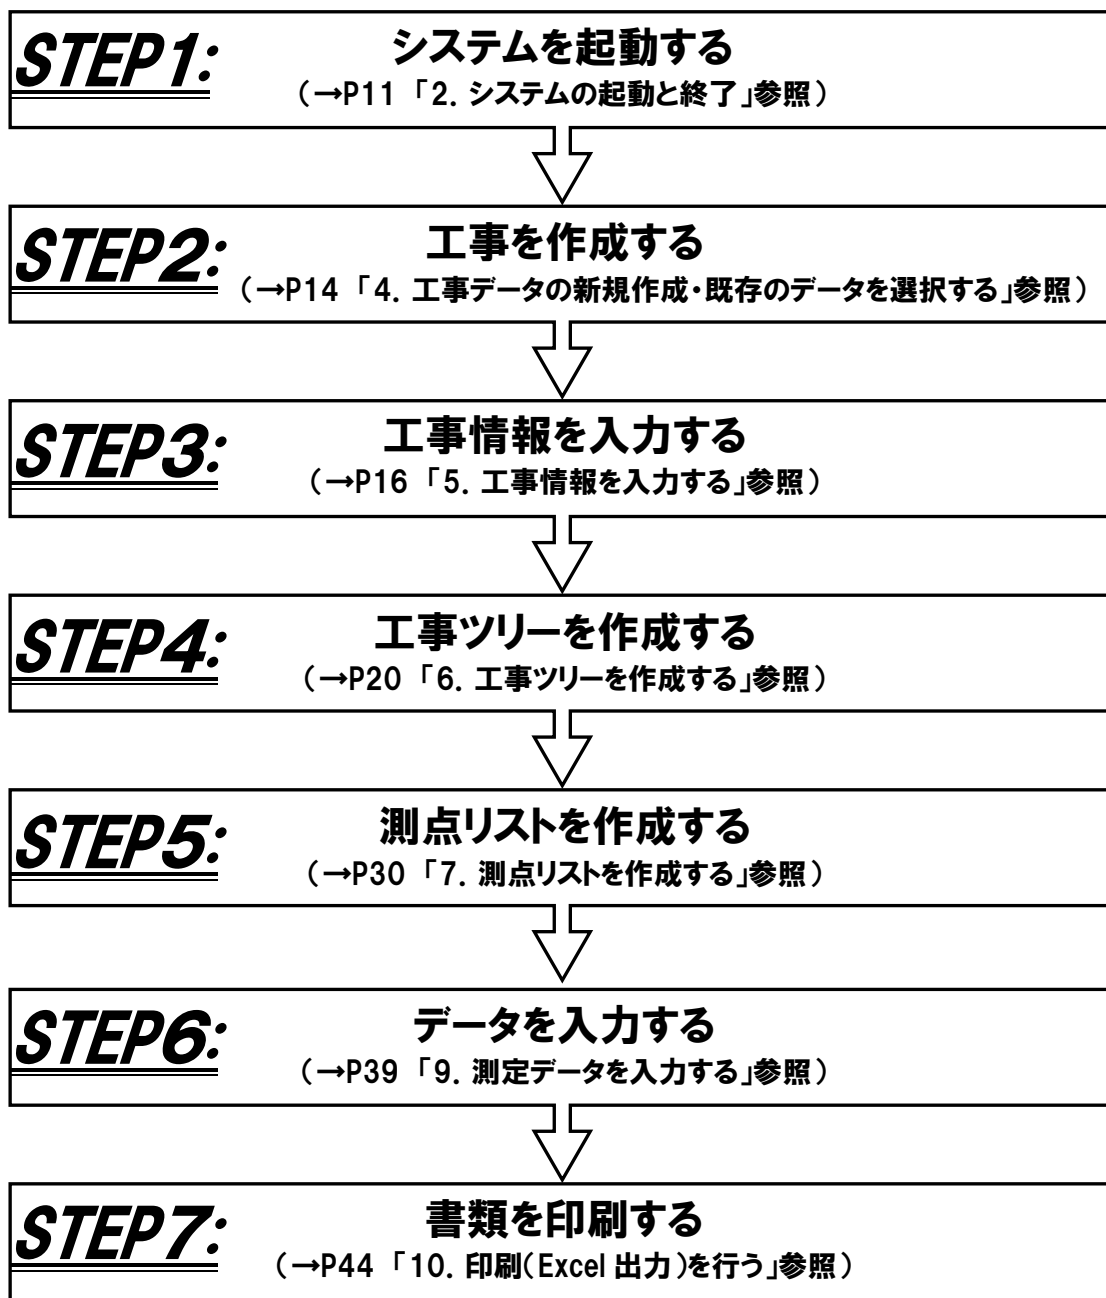 STEP1:
システムを起動する
(→P11 「2. システムの起動と終了」参照)
STEP2:
工事を作成する
(→P14 「4. 工事データの新規作成・既存のデータを選択する」参照)
STEP3:
工事情報を入力する
(→P16 「5. 工事情報を入力する」参照)
STEP4:
工事ツリーを作成する
(→P20 「6. 工事ツリーを作成する」参照)
STEP5:
測点リストを作成する
(→P30 「7. 測点リストを作成する」参照)
STEP6:
データを入力する
(→P39 「9. 測定データを入力する」参照)
STEP7:
書類を印刷する
(→P44 「10. 印刷(Excel 出力)を行う」参照)